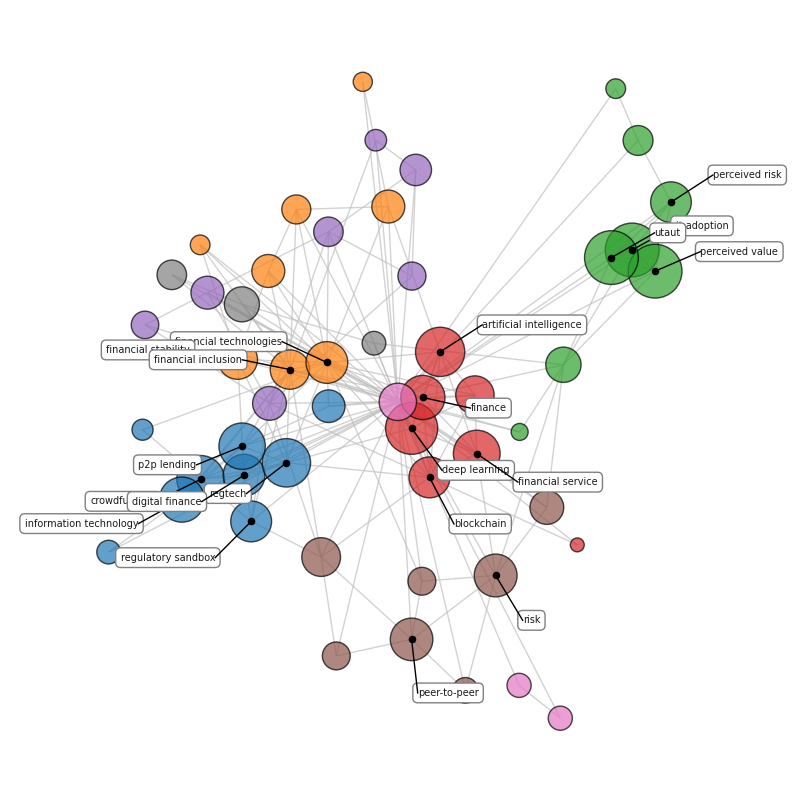 perceived risk
adoption
utaut
perceived value
artificial intelligence
financial technologies
financial stability
financial inclusion
finance
p2p lending
deep learning
financial service
regtech
crowdfu
digital finance
information technology
blockchain
regulatory sandbox
risk
peer-to-peer